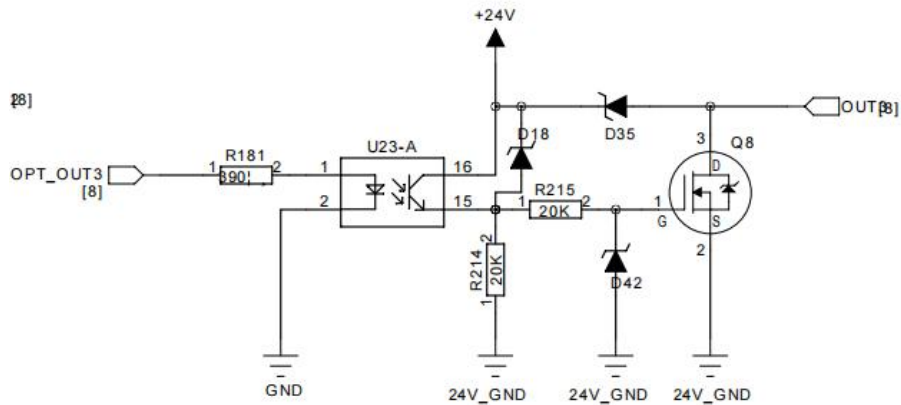 +24V
[8]
OUT3
[8]
D18
D35
3
Q8
U23-A
R181
1
2
1
16
D
OPT_OUT3
[8]
390
R215
2
15
1
2
1
20K
G
S
2
2
R214
20K
1
D42
GND
24V_GND
24V_GND
24V_GND